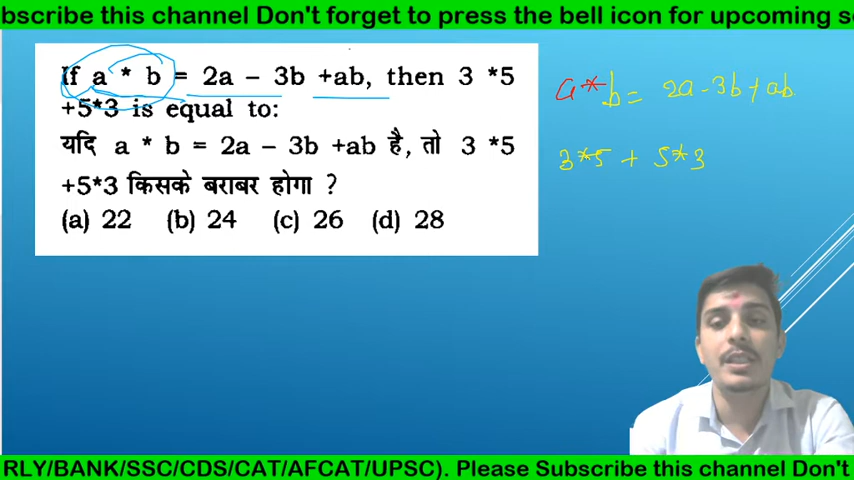 bscribe this channel Don't forget to press the bell icon for upcoming se
If a * b = 2a – 3b +ab, then 3 *5
+5*3 is equal to:
यदि a * b = 2a – 3b +ab है, तो 3 *5
+5*3 किसके बराबर होगा ?
(a) 22 (b) 24 (c) 26 (d) 28
a*b = 2a - 3b + ab
3*5 + 5*3
RLY/BANK/SSC/CDS/CAT/AFCAT/UPSC). Please Subscribe this channel Don't